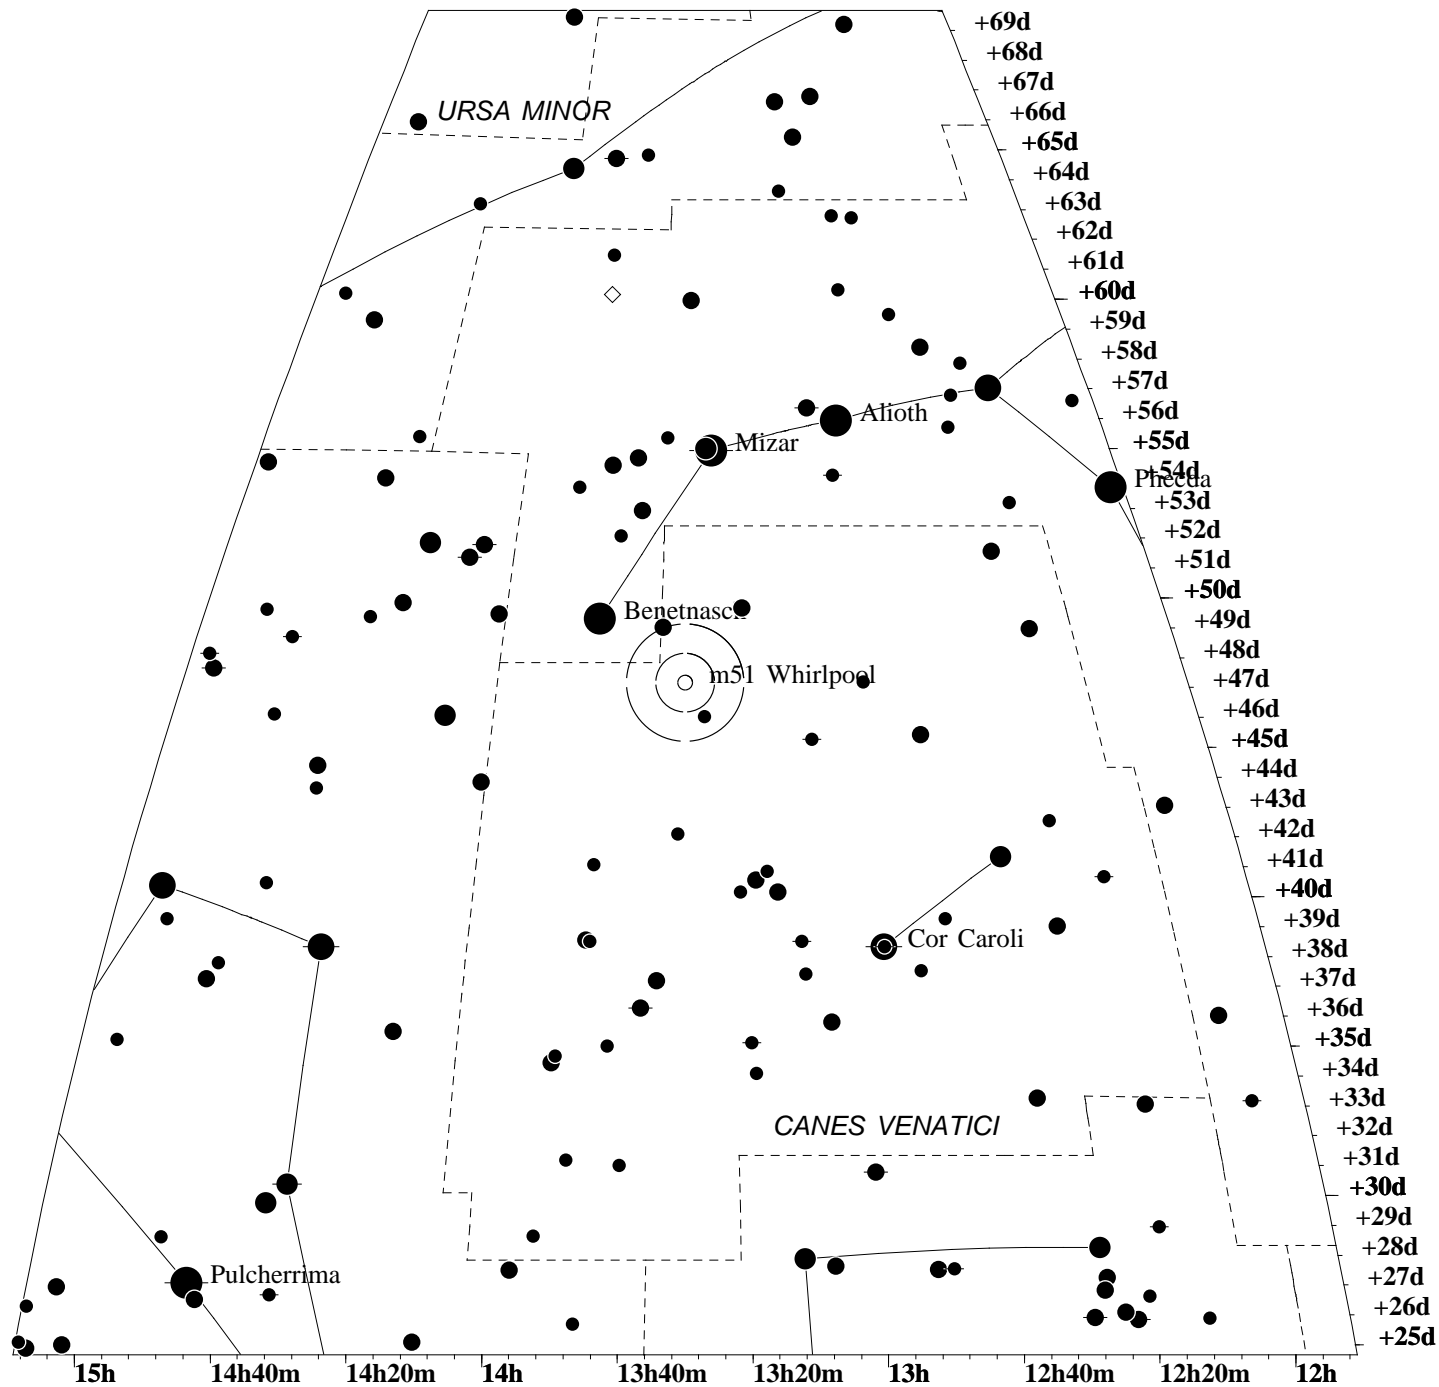 +69d
+68d
+67d
URSA MINOR
+66d
+65d
+64d
+63d
+62d
+61d
+60d
+59d
+58d
+57d
Alioth
+56d
Mizar
+55d
+54d
Phecda
+53d
+52d
+51d
+50d
Benetnasch
+49d
+48d
m51 Whirlpool
+47d
+46d
+45d
+44d
+43d
+42d
+41d
+40d
+39d
Cor Caroli
+38d
+37d
+36d
+35d
+34d
+33d
CANES VENATICI
+32d
+31d
+30d
+29d
+28d
Pulcherrima
+27d
+26d
+25d
15h
14h40m
14h20m
14h
13h40m
13h20m
13h
12h40m
12h20m
12h